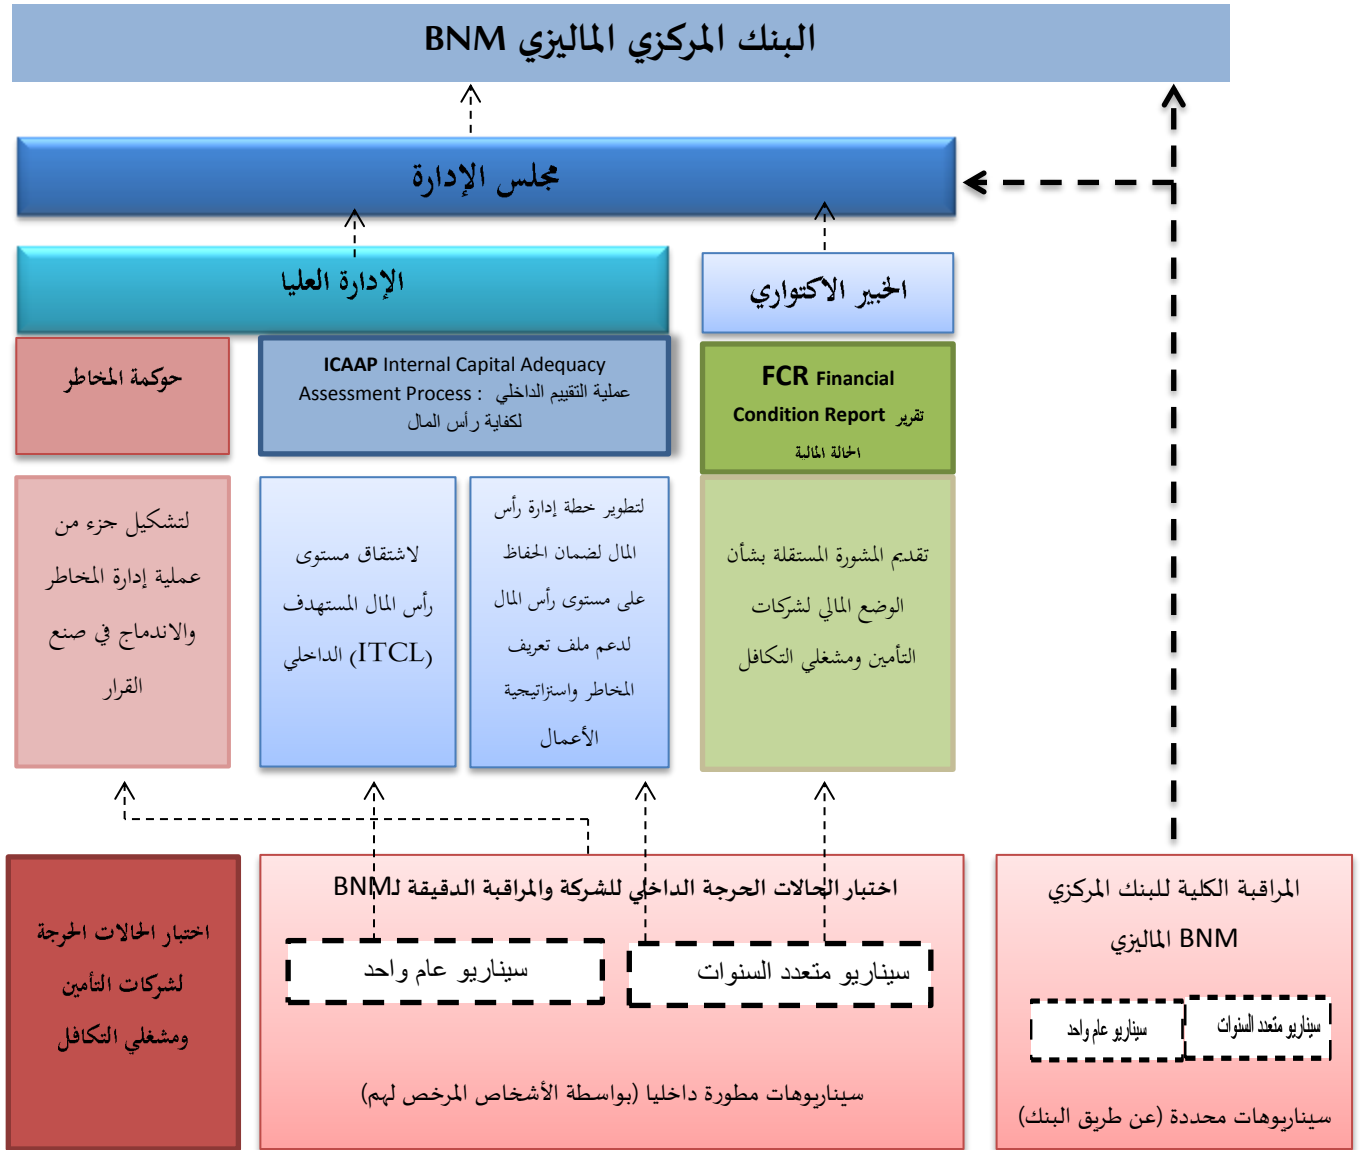 البنك المركزي الماليزي BNM
مجلس الإدارة
الخبير الاكتواري
الإدارة العليا
FCR Financial
Condition Report تقرير
الحالة المالية
ICAAP Internal Capital Adequacy
Assessment Process : عملية التقييم الداخلي
لكفاية رأس المال
حوكمة المخاطر
تقديم المشورة المستقلة بشأن
الوضع المالي لشركات
التأمين ومشغلي التكافل
لتطوير خطة إدارة رأس
المال لضمان الحفاظ
على مستوى رأس المال
لدعم ملف تعريف
المخاطر واستراتيجية
الأعمال
لاشتقاق مستوى
رأس المال المستهدف
الداخلي (ITCL)
لتشكيل جزء من
عملية إدارة المخاطر
والاندماج في صنع
القرار
المراقبة الكلية للبنك المركزي
الماليزي BNM
سيناريو متعدد السنوات
سيناريو عام واحد
سيناريوهات محددة (عن طريق البنك)
اختبار الحالات الحرجة الداخلي للشركة والمراقبة الدقيقة لـBNM
سيناريو متعدد السنوات
سيناريو عام واحد
سيناريوهات مطورة داخليا (بواسطة الأشخاص المرخص لهم)
اختبار الحالات الحرجة
لشركات التأمين
ومشغلي التكافل